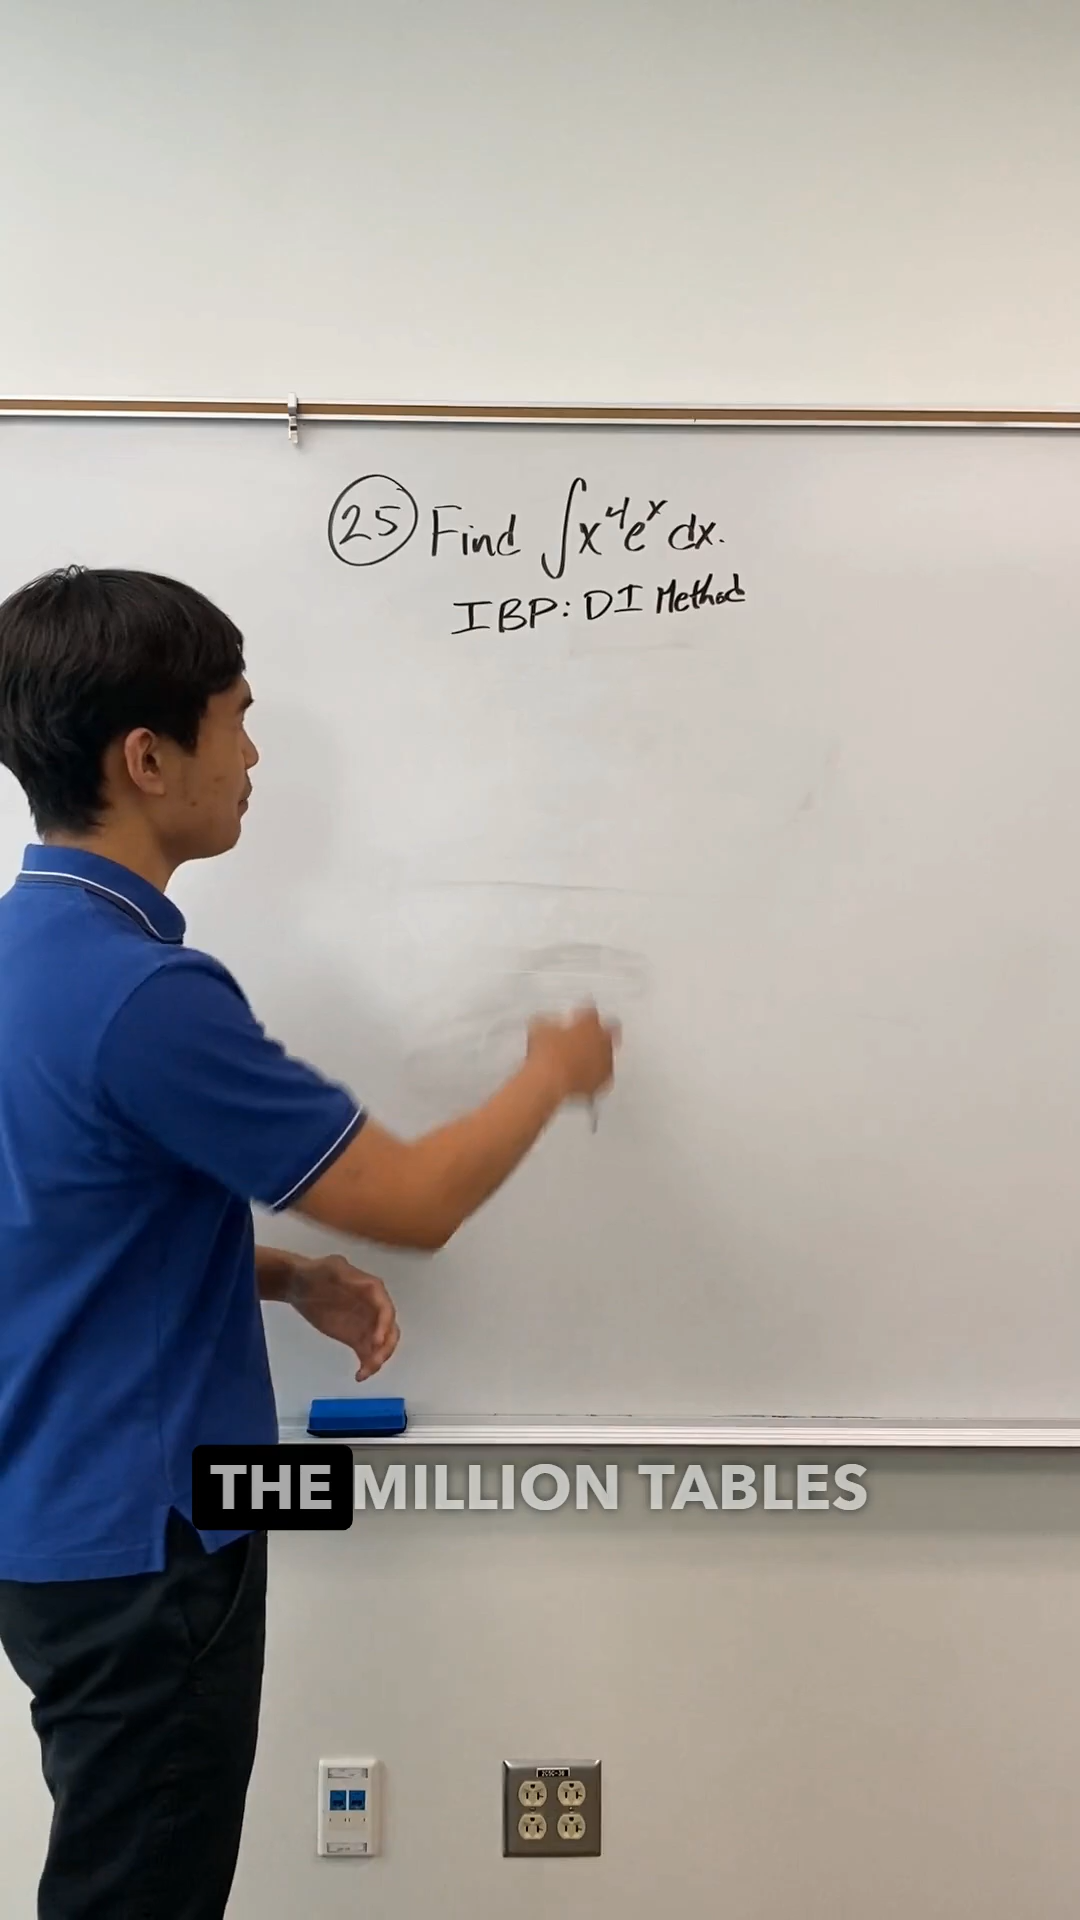 25 Find ∫x⁴eˣ dx.
IBP: DI Method
THE MILLION TABLES